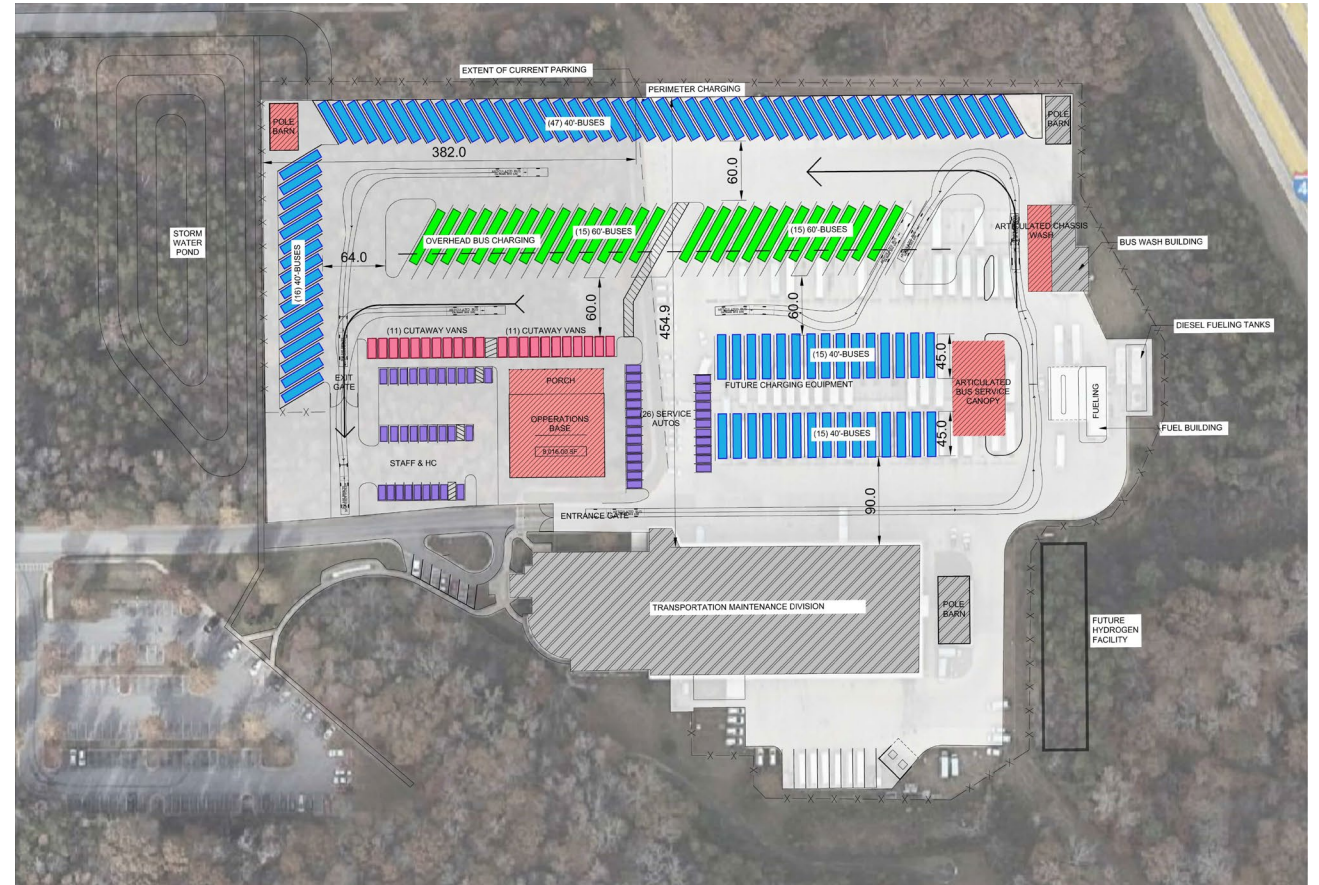 EXTENT OF CURRENT PARKING
PERIMETER CHARGING
POLE
BARN
(47) 40'-BUSES
POLE
BARN
382.0
60.0
STORM
WATER
POND
(16) 40'-BUSES
OVERHEAD BUS CHARGING
(15) 60'-BUSES
(15) 60'-BUSES
ARTICULATED CHASSIS
WASH
BUS WASH BUILDING
64.0
60.0
60.0
454.9
DIESEL FUELING TANKS
(11) CUTAWAY VANS
(11) CUTAWAY VANS
EXIT
GATE
PORCH
(15) 40'-BUSES
45.0
FUTURE CHARGING EQUIPMENT
ARTICULATED
BUS SERVICE
CANOPY
FUELING
OPPERATIONS
BASE
8,016.00 SF
26) SERVICE
AUTOS
(15) 40'-BUSES
45.0
FUEL BUILDING
STAFF & HC
90.0
ENTRANCE GATE
TRANSPORTATION MAINTENANCE DIVISION
POLE
BARN
FUTURE
HYDROGEN
FACILITY
4